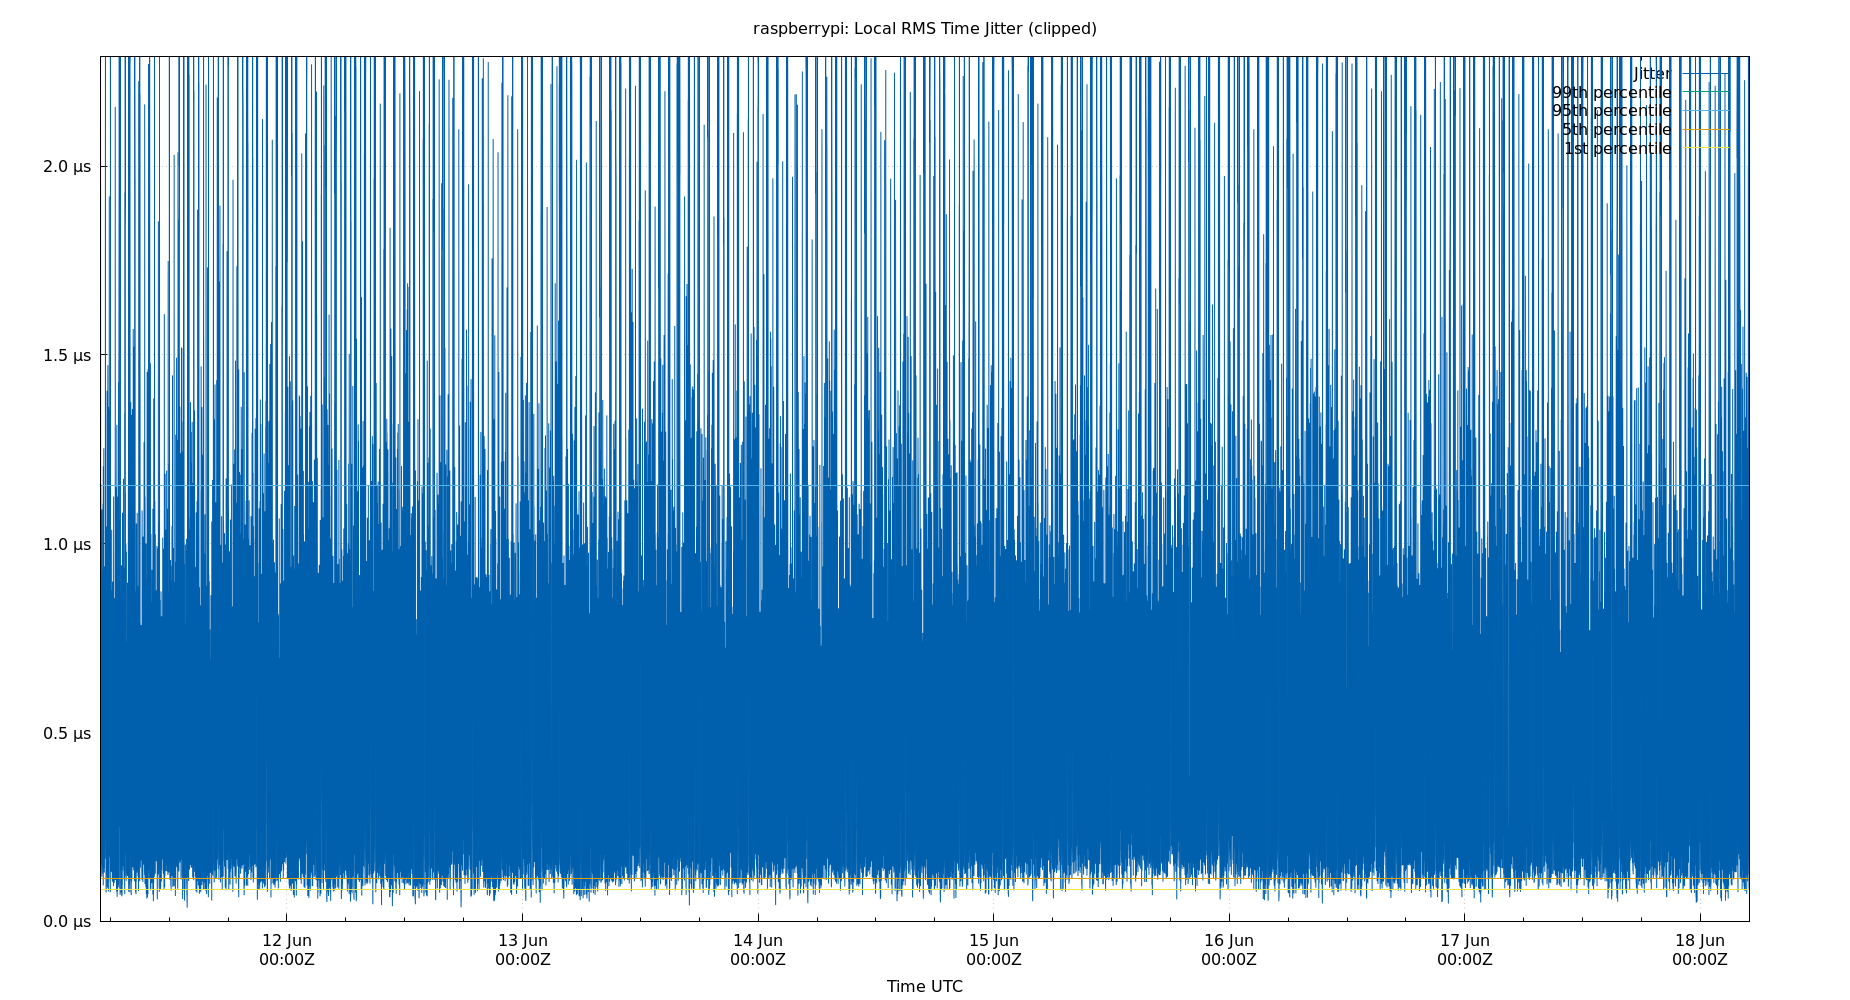 raspberrypi: Local RMS Time Jitter (clipped)
Jitter
99th percentile
95th percentile
5th percentile
1st percentile
2.0 µs
1.5 µs
1.0 µs
0.5 µs
0.0 µs
12 Jun 13 Jun 14 Jun 15 Jun 16 Jun 17 Jun 18 Jun
00:00Z 00:00Z 00:00Z 00:00Z 00:00Z 00:00Z 00:00Z
Time UTC